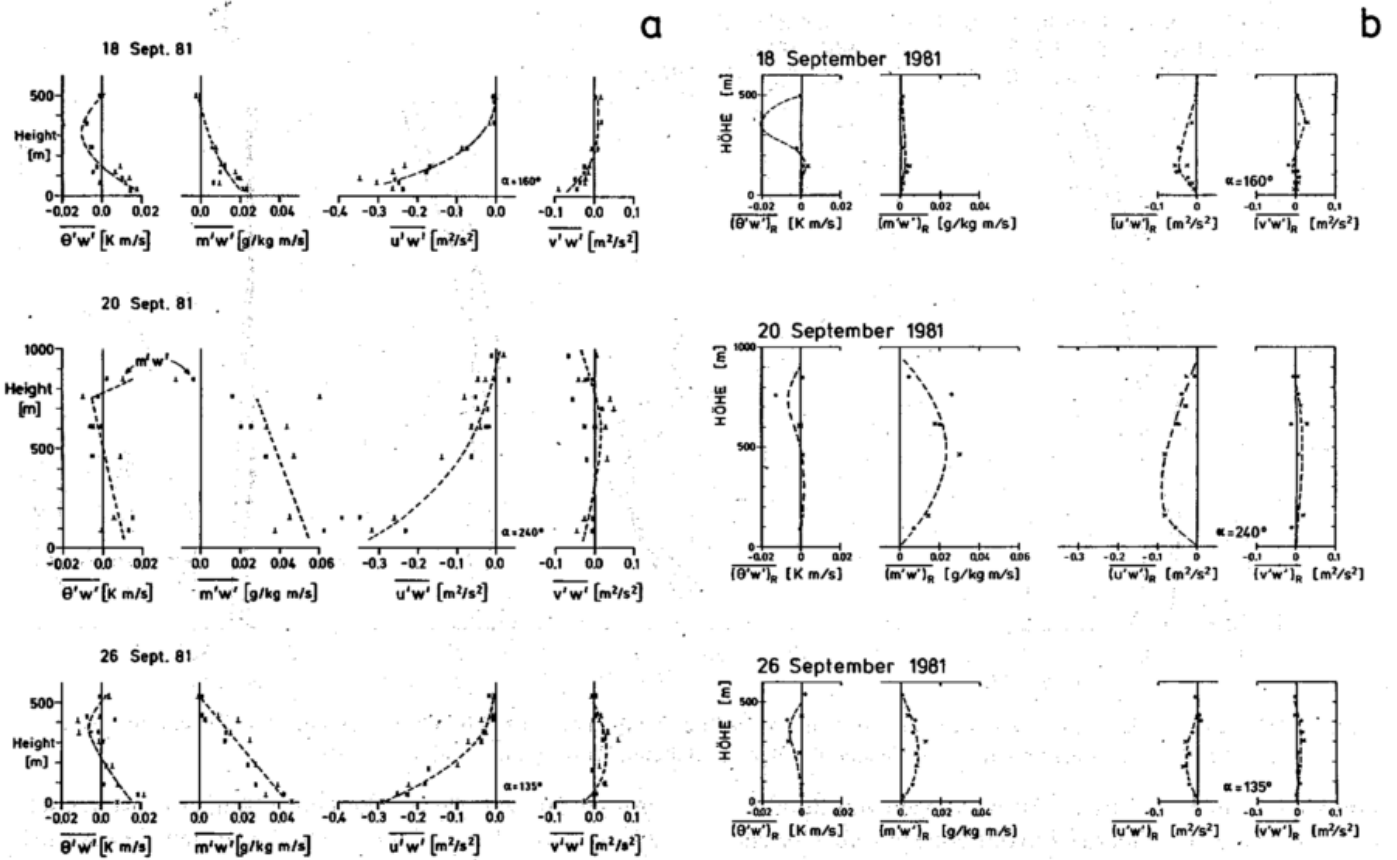 a
18 Sept. 81
500
Height
[m]
0
-0.02 0.0 0.02
0.0 0.02 0.04
-0.4 -0.3 -0.2 -0.1 0.0
-0.1 0.0 0.1
α=160°
θ'w' [K m/s]
m'w' [g/kg m/s]
u'w' [m²/s²]
v'w' [m²/s²]
20 Sept. 81
1000
m'w'
Height
[m]
500
0
α=240°
-0.02 0.0 0.02
0.0 0.02 0.04 0.06
-0.3 -0.2 -0.1 0.0
-0.1 0.0 0.1
θ'w' [K m/s]
m'w' [g/kg m/s]
u'w' [m²/s²]
v'w' [m²/s²]
26 Sept. 81
500
Height
[m]
0
α=135°
-0.02 0.0 0.02
0.0 0.02 0.04
-0.4 -0.3 -0.2 -0.1 0.0
-0.1 0.0 0.1
θ'w' [K m/s]
m'w' [g/kg m/s]
u'w' [m²/s²]
v'w' [m²/s²]
b
18 September 1981
HÖHE [m]
500
0
α=160°
-0.02 0 0.02
0 0.02 0.04
-0.1 0
0 0.1
(θ'w')R [K m/s]
(m'w')R [g/kg m/s]
(u'w')R [m²/s²]
(v'w')R [m²/s²]
20 September 1981
HÖHE [m]
1000
500
0
α=240°
-0.02 0 0.02
0 0.02 0.04 0.06
-0.3 -0.2 -0.1 0
-0.1 0 0.1
(θ'w')R [K m/s]
(m'w')R [g/kg m/s]
(u'w')R [m²/s²]
(v'w')R [m²/s²]
26 September 1981
HÖHE [m]
500
0
α=135°
-0.02 0 0.02
0 0.02 0.04
-0.1 0
0 0.1
(θ'w')R [K m/s]
(m'w')R [g/kg m/s]
(u'w')R [m²/s²]
(v'w')R [m²/s²]